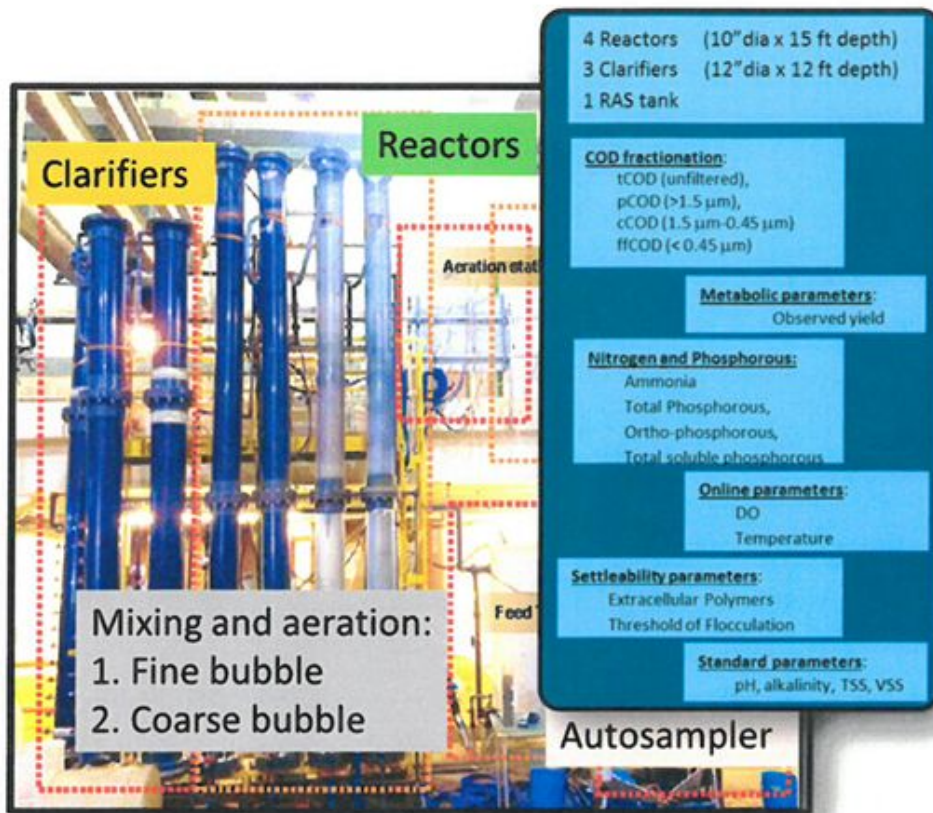 4 Reactors (10"dia x 15 ft depth)
3 Clarifiers (12"dia x 12 ft depth)
1 RAS tank
COD fractionation:
tCOD (unfiltered),
pCOD (>1.5 μm),
cCOD (1.5 μm-0.45 μm)
ffCOD (< 0.45 μm)
Metabolic parameters:
Observed yield
Nitrogen and Phosphorous:
Ammonia
Total Phosphorous,
Ortho-phosphorous,
Total soluble phosphorous
Online parameters:
DO
Temperature
Settleability parameters:
Extracellular Polymers
Threshold of Flocculation
Standard parameters:
pH, alkalinity, TSS, VSS
Clarifiers
Reactors
Aeration
Feed
Mixing and aeration:
1. Fine bubble
2. Coarse bubble
Autosampler